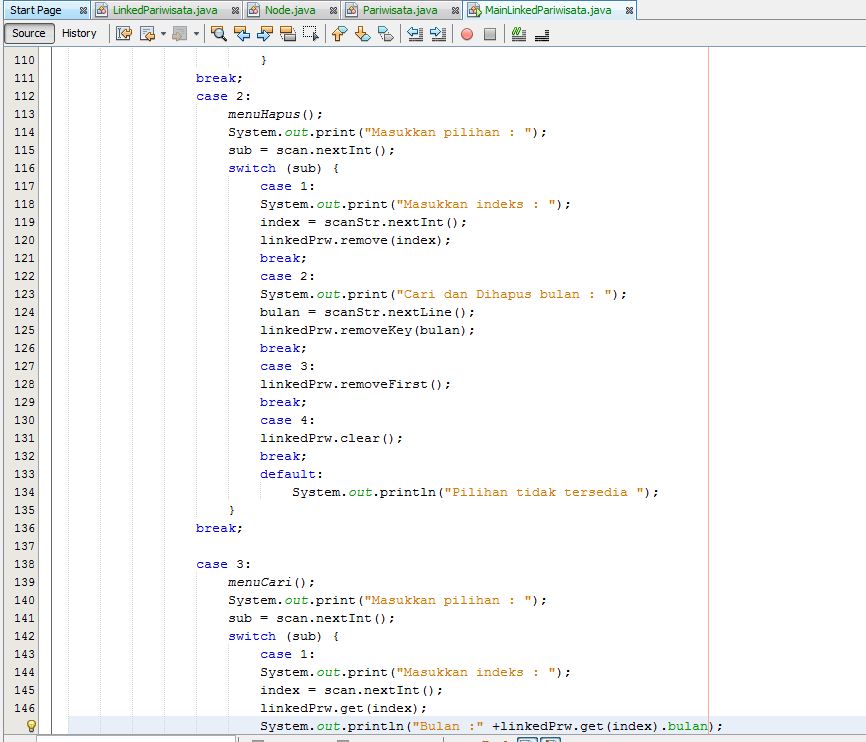 Start Page LinkedPariwisata.java Node.java Pariwisata.java MainLinkedPariwisata.java
Source History
110 }
111 break;
112 case 2:
113 menuHapus();
114 System.out.print("Masukkan pilihan : ");
115 sub = scan.nextInt();
116 switch (sub) {
117 case 1:
118 System.out.print("Masukkan indeks : ");
119 index = scanStr.nextInt();
120 linkedPrw.remove(index);
121 break;
122 case 2:
123 System.out.print("Cari dan Dihapus bulan : ");
124 bulan = scanStr.nextLine();
125 linkedPrw.removeKey(bulan);
126 break;
127 case 3:
128 linkedPrw.removeFirst();
129 break;
130 case 4:
131 linkedPrw.clear();
132 break;
133 default:
134 System.out.println("Pilihan tidak tersedia ");
135 }
136 break;
137
138 case 3:
139 menuCari();
140 System.out.print("Masukkan pilihan : ");
141 sub = scan.nextInt();
142 switch (sub) {
143 case 1:
144 System.out.print("Masukkan indeks : ");
145 index = scan.nextInt();
146 linkedPrw.get(index);
System.out.println("Bulan :" +linkedPrw.get(index).bulan);